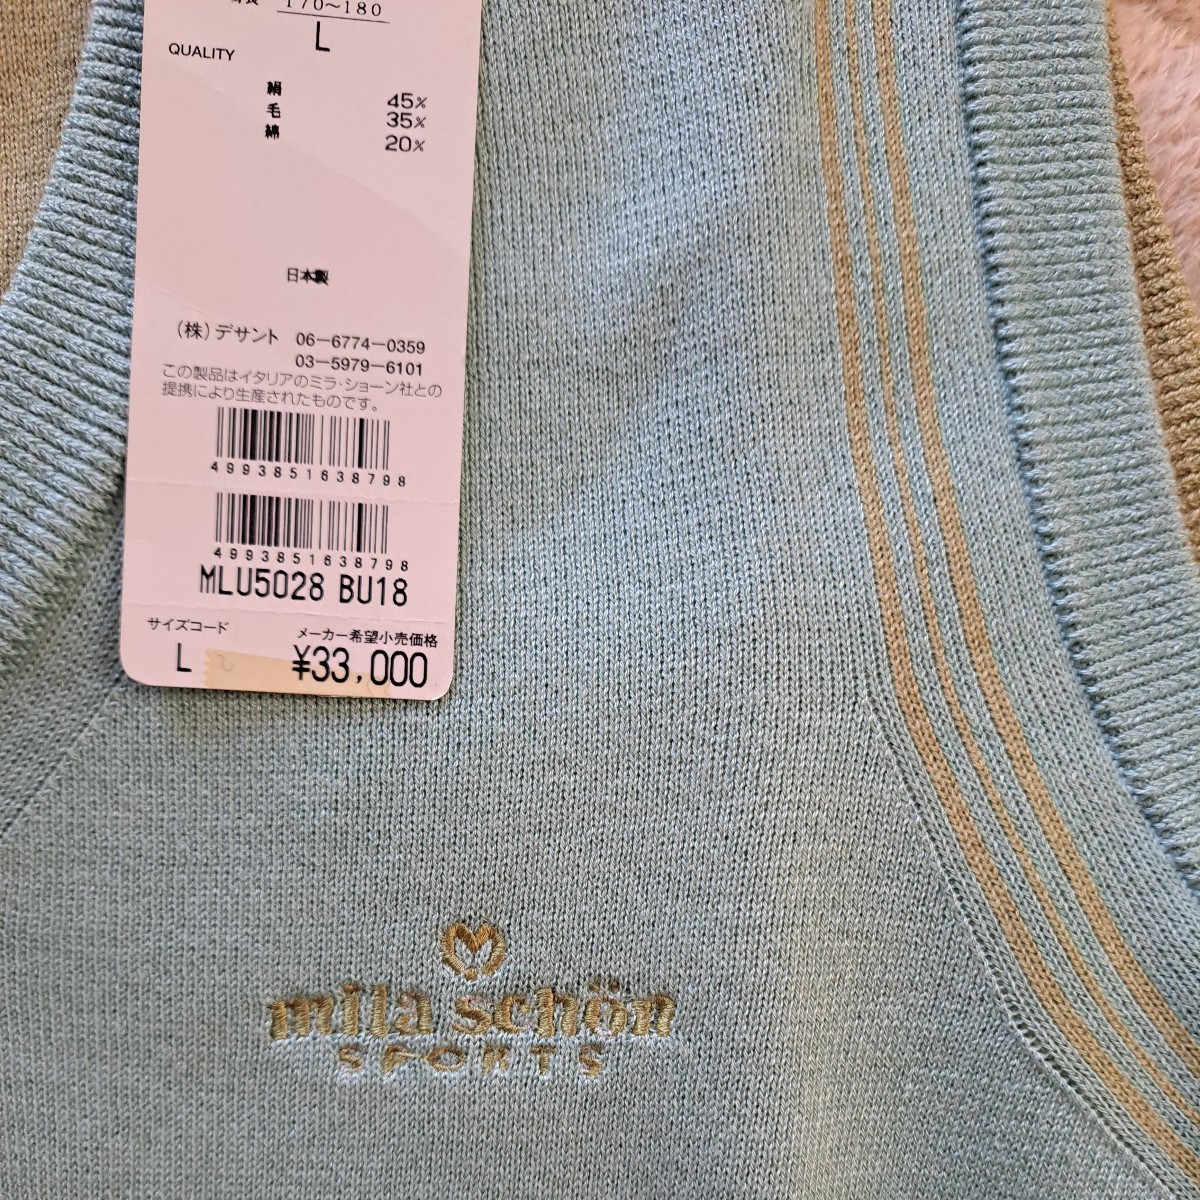 170~180
L
QUALITY
絹 45%
毛 35%
綿 20%
日本製
(株)デサント 06-6774-0359
03-5979-6101
この製品はイタリアのミラ・ショーン社との
提携により生産されたものです。
4993851638798
4993851638798
MLU5028 BU18
サイズコード メーカー希望小売価格
L ¥33,000
mila schön
SPORTS